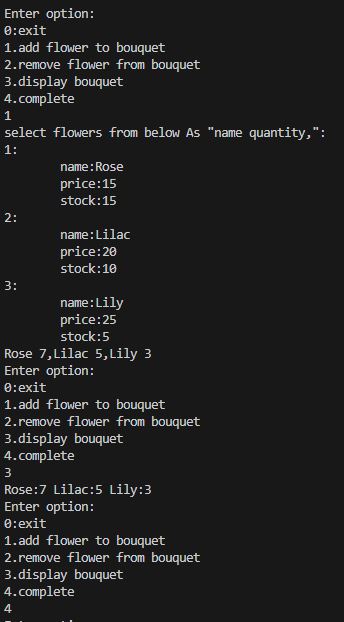 Enter option:
0:exit
1.add flower to bouquet
2.remove flower from bouquet
3.display bouquet
4.complete
1
select flowers from below As "name quantity,":
1:
name:Rose
price:15
stock:15
2:
name:Lilac
price:20
stock:10
3:
name:Lily
price:25
stock:5
Rose 7,Lilac 5,Lily 3
Enter option:
0:exit
1.add flower to bouquet
2.remove flower from bouquet
3.display bouquet
4.complete
3
Rose:7 Lilac:5 Lily:3
Enter option:
0:exit
1.add flower to bouquet
2.remove flower from bouquet
3.display bouquet
4.complete
4